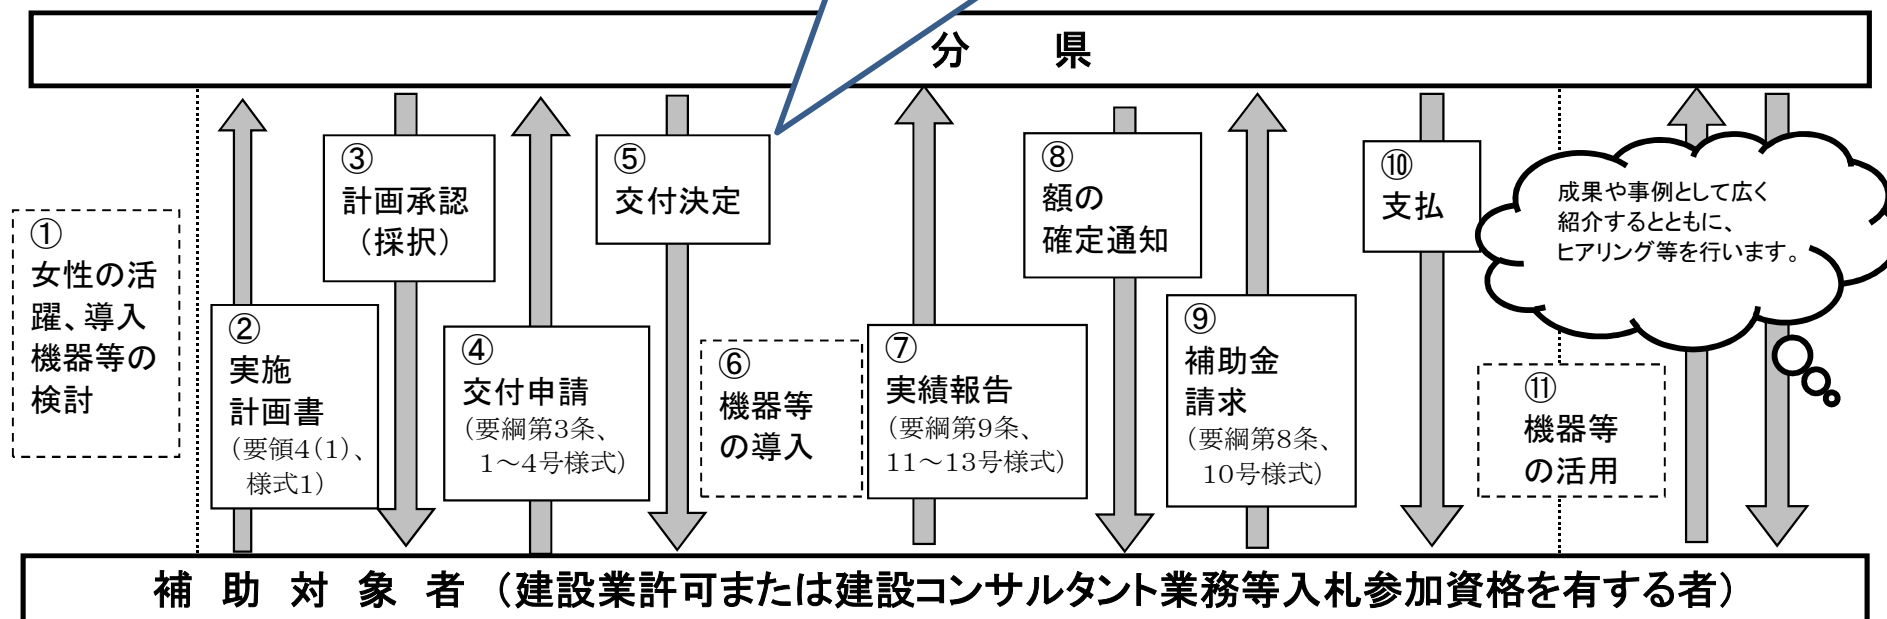 分　県
①
女性の活
躍、導入
機器等の
検討
②
実施
計画書
（要領4（1）、
様式1）
③
計画承認
（採択）
④
交付申請
（要綱第3条、
1～4号様式）
⑤
交付決定
⑥
機器等
の導入
⑦
実績報告
（要綱第9条、
11～13号様式）
⑧
額の
確定通知
⑨
補助金
請求
（要綱第8条、
10号様式）
⑩
支払
成果や事例として広く
紹介するとともに、
ヒアリング等を行います。
⑪
機器等
の活用
補　助　対　象　者　（建設業許可または建設コンサルタント業務等入札参加資格を有する者）